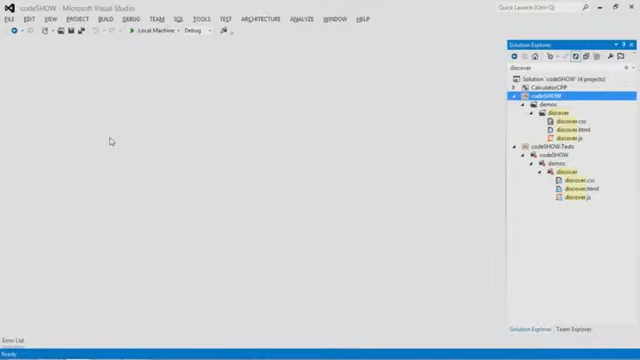 codeSHOW - Microsoft Visual Studio
Quick Launch (Ctrl+Q)
FILE EDIT VIEW PROJECT BUILD DEBUG TEAM SQL TOOLS TEST ARCHITECTURE ANALYZE WINDOW HELP
Local Machine Debug
Solution Explorer
discover
Solution 'codeSHOW' (4 projects)
CalculatorCPP
codeSHOW
demos
discover
discover.css
discover.html
discover.js
codeSHOW.Tests
codeSHOW
demos
discover
discover.css
discover.html
discover.js
Solution Explorer Team Explorer
Error List
Ready